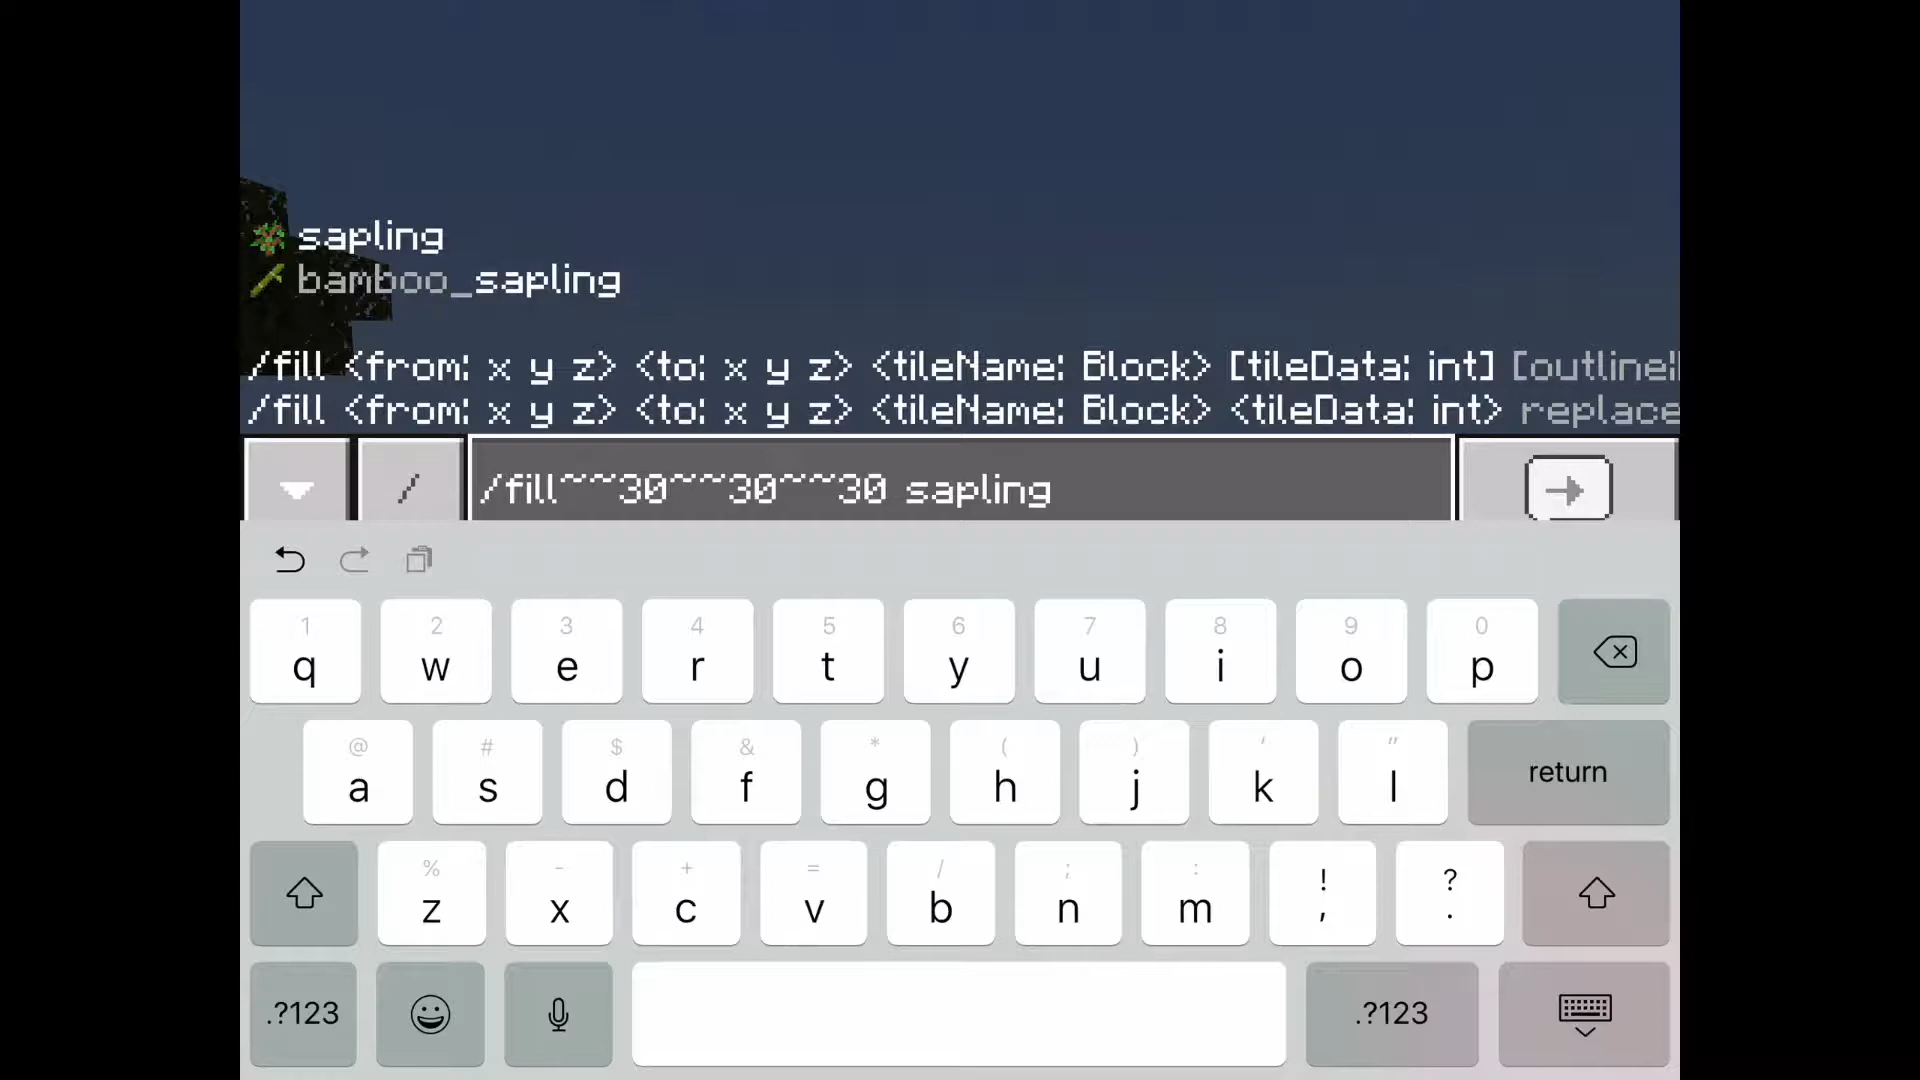 sapling
bamboo_sapling
/fill <from: x y z> <to: x y z> <tileName: Block> [tileData: int] [outline¦
/fill <from: x y z> <to: x y z> <tileName: Block> <tileData: int> replace
/ /fill~~30~~30~~30 sapling
1 2 3 4 5 6 7 8 9 0
q w e r t y u i o p
@ # $ & * ( ) ' "
a s d f g h j k l return
% - + = / ; : ! ?
z x c v b n m , .
.?123 .?123